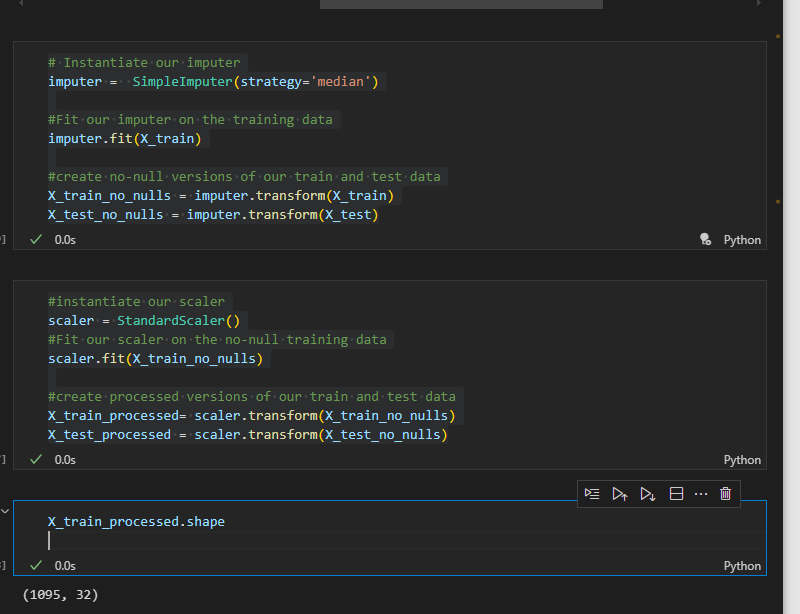 # Instantiate our imputer
imputer =  SimpleImputer(strategy='median')
#Fit our imputer on the training data
imputer.fit(X_train)
#create no-null versions of our train and test data
X_train_no_nulls = imputer.transform(X_train)
X_test_no_nulls = imputer.transform(X_test)
]
0.0s
Python
#instantiate our scaler
scaler = StandardScaler()
#Fit our scaler on the no-null training data
scaler.fit(X_train_no_nulls)
#create processed versions of our train and test data
X_train_processed= scaler.transform(X_train_no_nulls)
X_test_processed = scaler.transform(X_test_no_nulls)
]
0.0s
Python
X_train_processed.shape
]
0.0s
Python
(1095, 32)